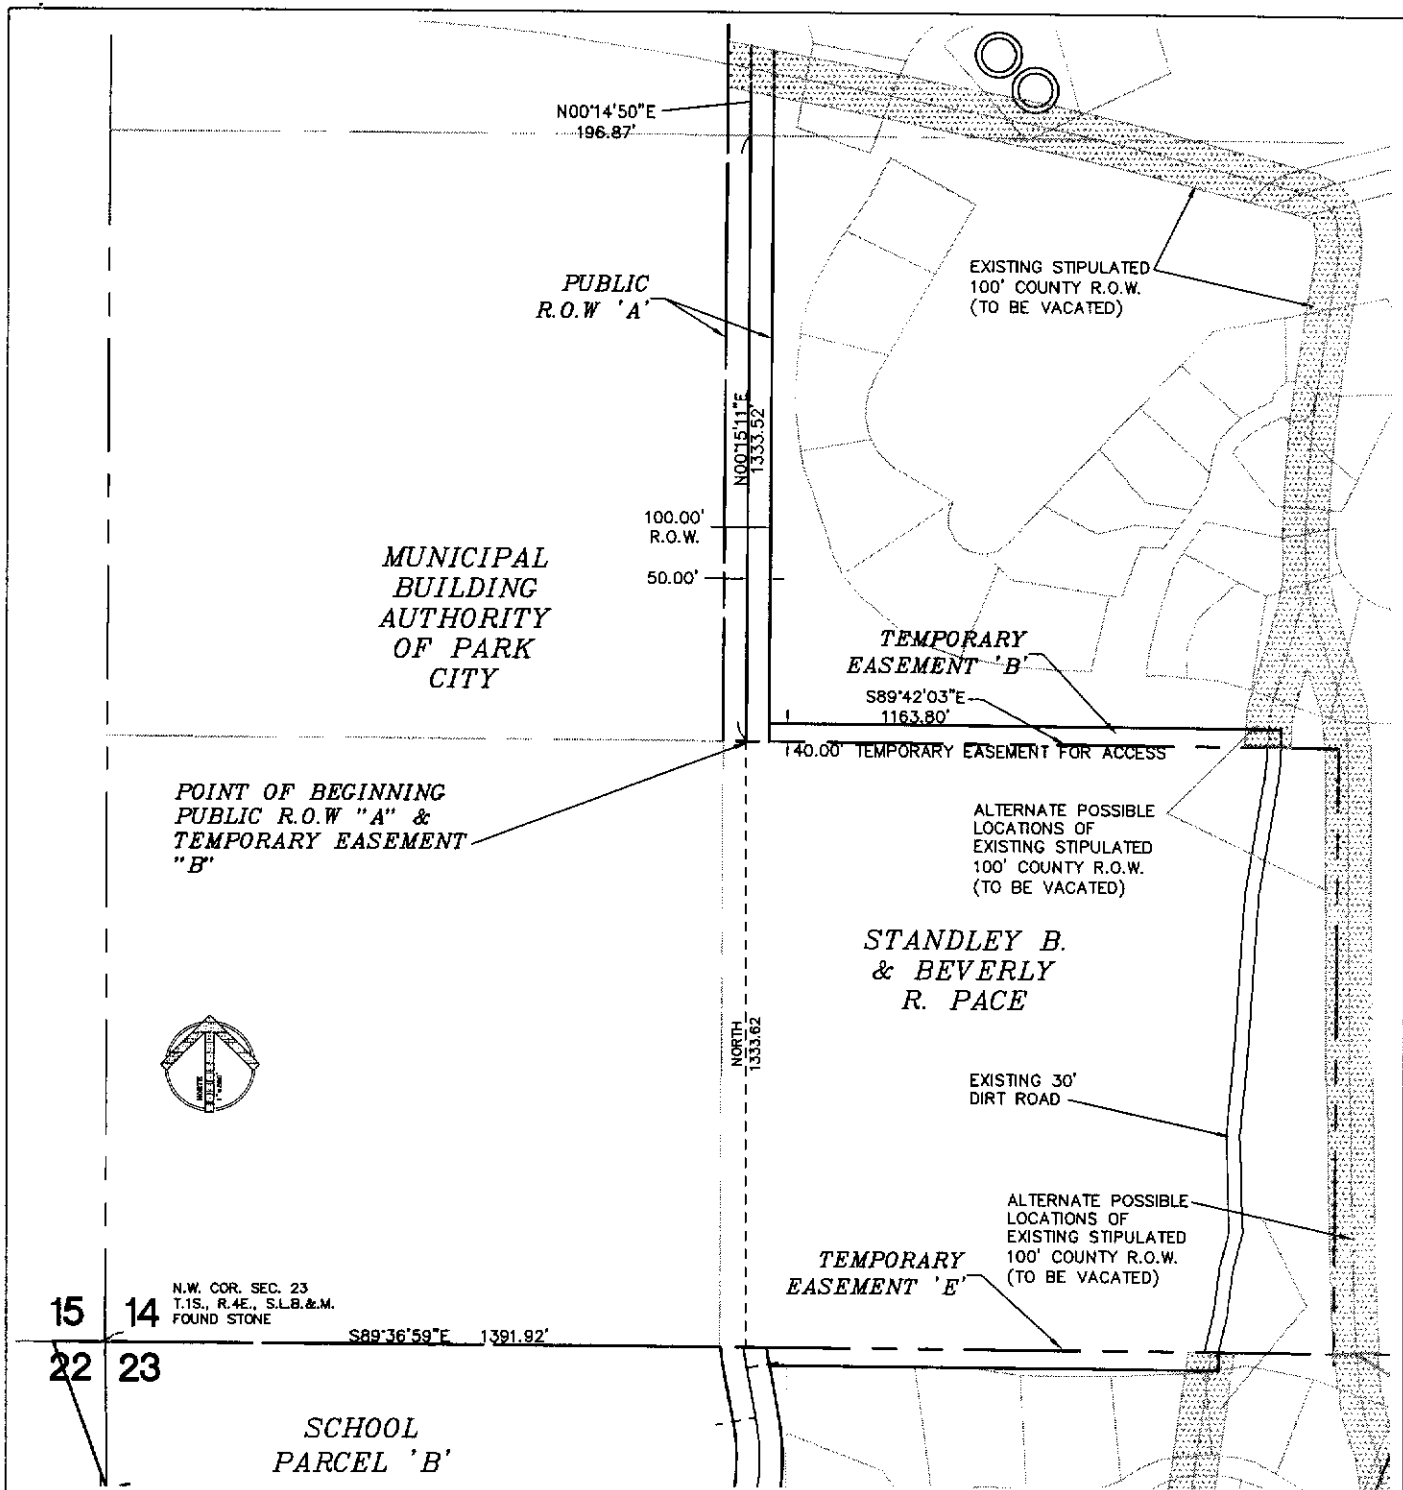 N00°14'50"E
196.87'
PUBLIC
R.O.W 'A'
EXISTING STIPULATED
100' COUNTY R.O.W.
(TO BE VACATED)
N00°15'11"E
1333.52'
100.00'
R.O.W.
50.00'
MUNICIPAL
BUILDING
AUTHORITY
OF PARK
CITY
TEMPORARY
EASEMENT 'B'
S89°42'03"E
1163.80'
40.00' TEMPORARY EASEMENT FOR ACCESS
POINT OF BEGINNING
PUBLIC R.O.W "A" &
TEMPORARY EASEMENT
"B"
ALTERNATE POSSIBLE
LOCATIONS OF
EXISTING STIPULATED
100' COUNTY R.O.W.
(TO BE VACATED)
STANDLEY B.
& BEVERLY
R. PACE
NORTH
1333.62
NORTH
EXISTING 30'
DIRT ROAD
ALTERNATE POSSIBLE
LOCATIONS OF
EXISTING STIPULATED
100' COUNTY R.O.W.
(TO BE VACATED)
TEMPORARY
EASEMENT 'E'
N.W. COR. SEC. 23
T.1S., R.4E., S.L.B.&.M.
FOUND STONE
15 14
S89°36'59"E 1391.92'
22 23
SCHOOL
PARCEL 'B'